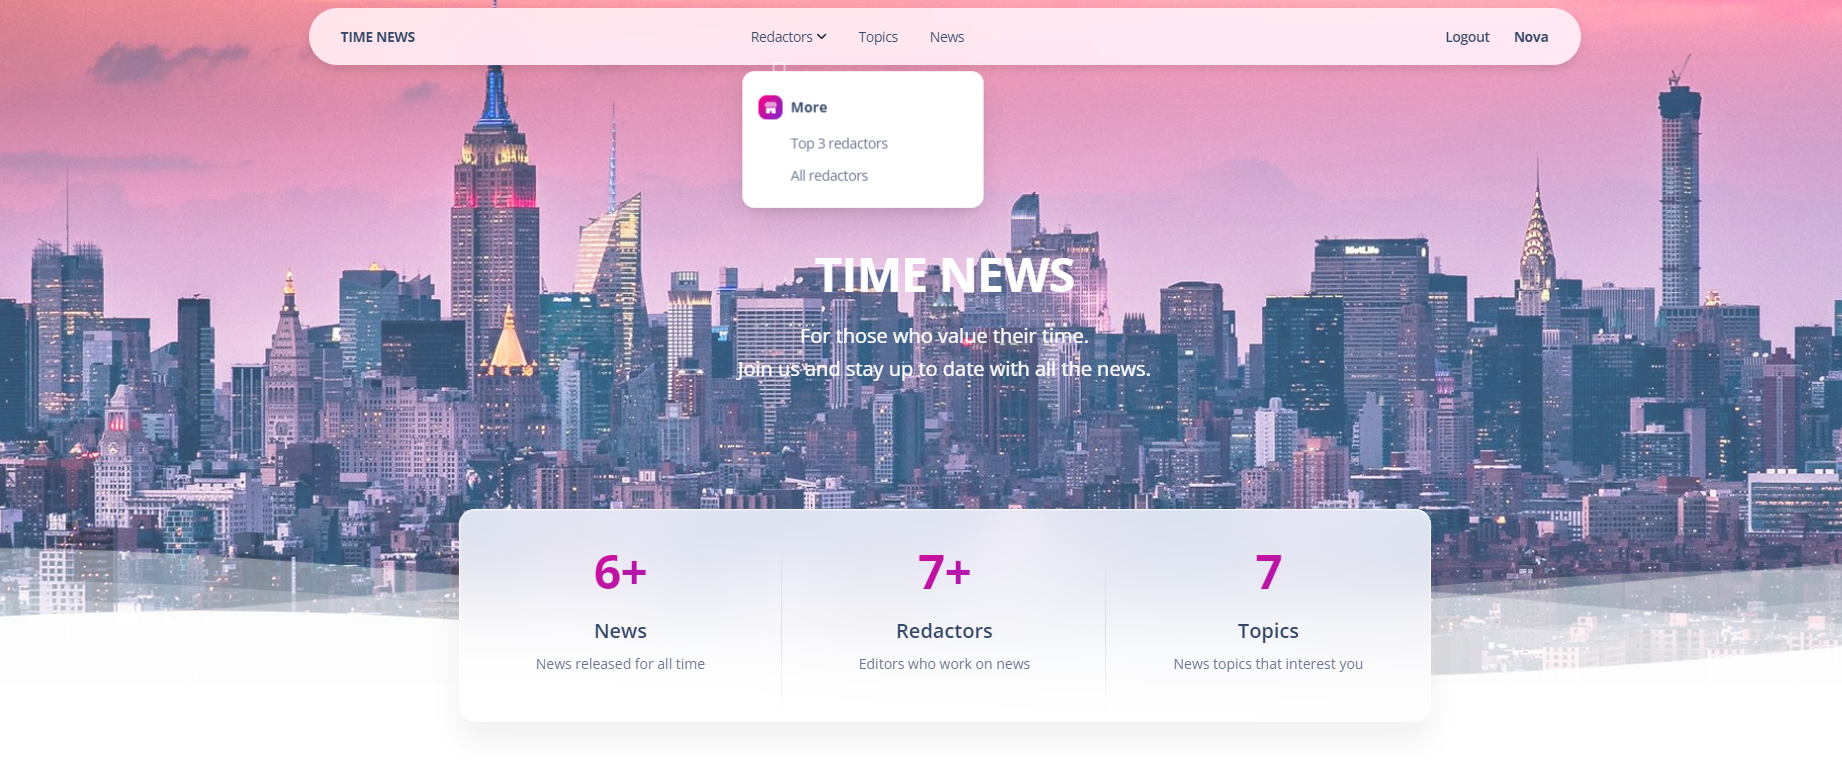 TIME NEWS
Redactors
Topics
News
Logout
Nova
More
Top 3 redactors
All redactors
MetLife
TIME NEWS
For those who value their time.
Join us and stay up to date with all the news.
6+
News
News released for all time
7+
Redactors
Editors who work on news
7
Topics
News topics that interest you